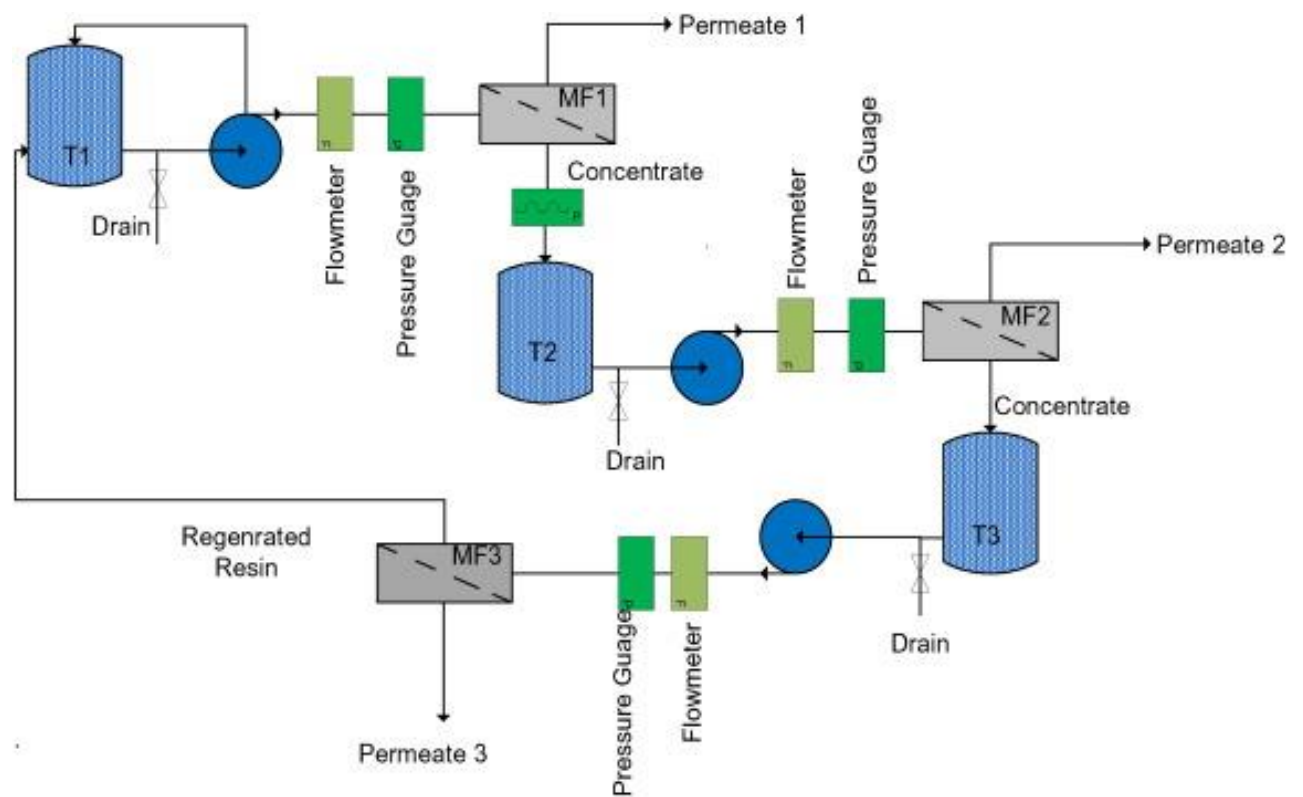 Permeate 1
MF1
T1
Concentrate
Drain
Flowmeter
Pressure Guage
Flowmeter
Pressure Guage
Permeate 2
MF2
T2
Concentrate
Drain
T3
Regenrated
Resin
MF3
Drain
Pressure Guage
Flowmeter
Permeate 3